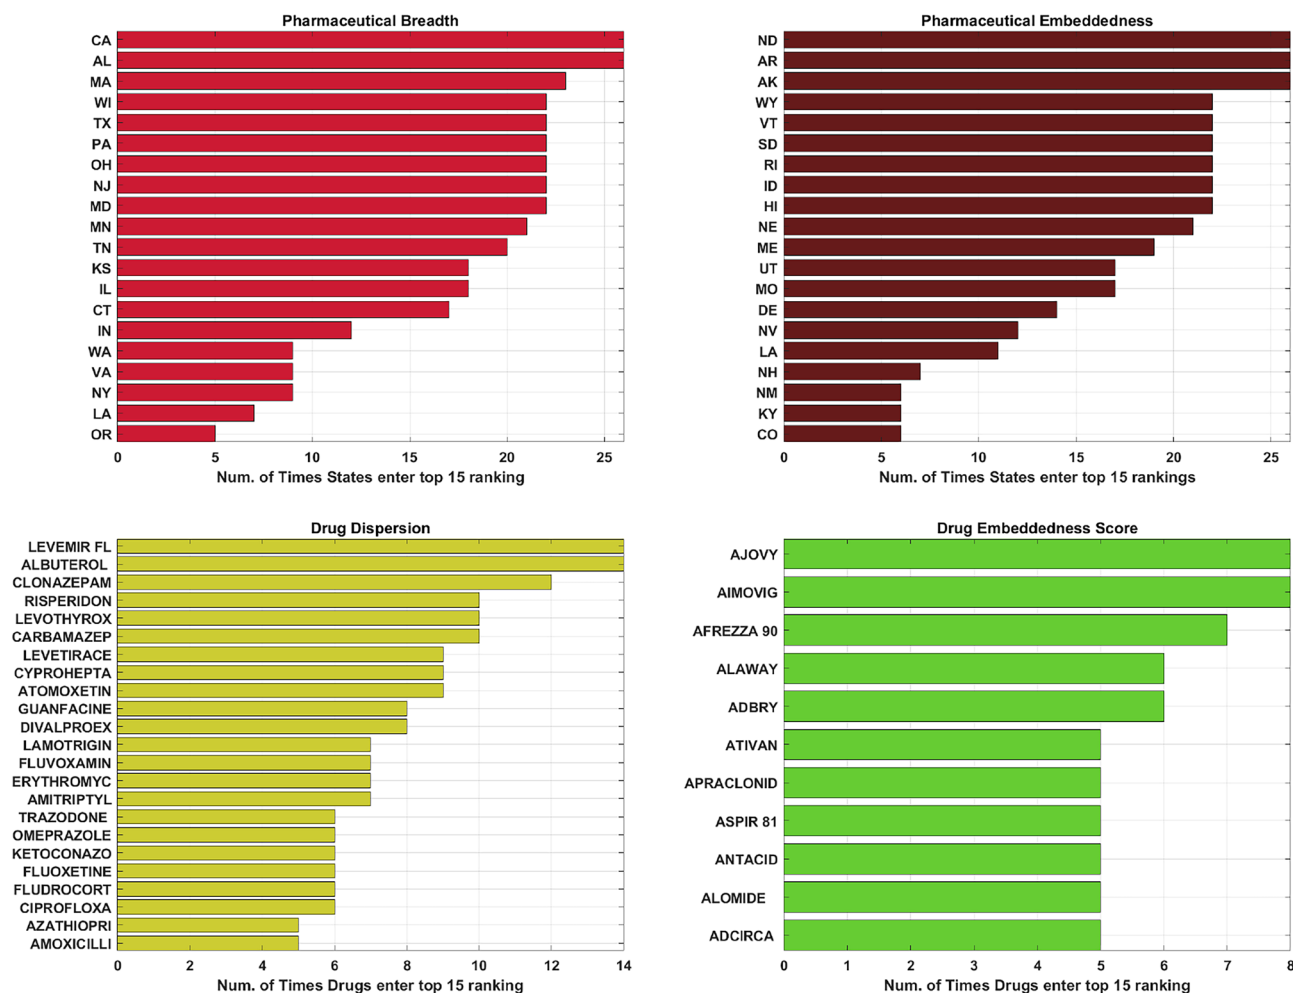 Pharmaceutical Breadth
CA
AL
MA
WI
TX
PA
OH
NJ
MD
MN
TN
KS
IL
CT
IN
WA
VA
NY
LA
OR
0 5 10 15 20 25
Num. of Times States enter top 15 ranking
Pharmaceutical Embeddedness
ND
AR
AK
WY
VT
SD
RI
ID
HI
NE
ME
UT
MO
DE
NV
LA
NH
NM
KY
CO
0 5 10 15 20 25
Num. of Times States enter top 15 rankings
Drug Dispersion
LEVEMIR FL
ALBUTEROL
CLONAZEPAM
RISPERIDON
LEVOTHYROX
CARBAMAZEP
LEVETIRACE
CYPROHEPTA
ATOMOXETIN
GUANFACINE
DIVALPROEX
LAMOTRIGIN
FLUVOXAMIN
ERYTHROMYC
AMITRIPTYL
TRAZODONE
OMEPRAZOLE
KETOCONAZO
FLUOXETINE
FLUDROCORT
CIPROFLOXA
AZATHIOPRI
AMOXICILLI
0 2 4 6 8 10 12 14
Num. of Times Drugs enter top 15 ranking
Drug Embeddedness Score
AJOVY
AIMOVIG
AFREZZA 90
ALAWAY
ADBRY
ATIVAN
APRACLONID
ASPIR 81
ANTACID
ALOMIDE
ADCIRCA
0 1 2 3 4 5 6 7 8
Num. of Times Drugs enter top 15 ranking